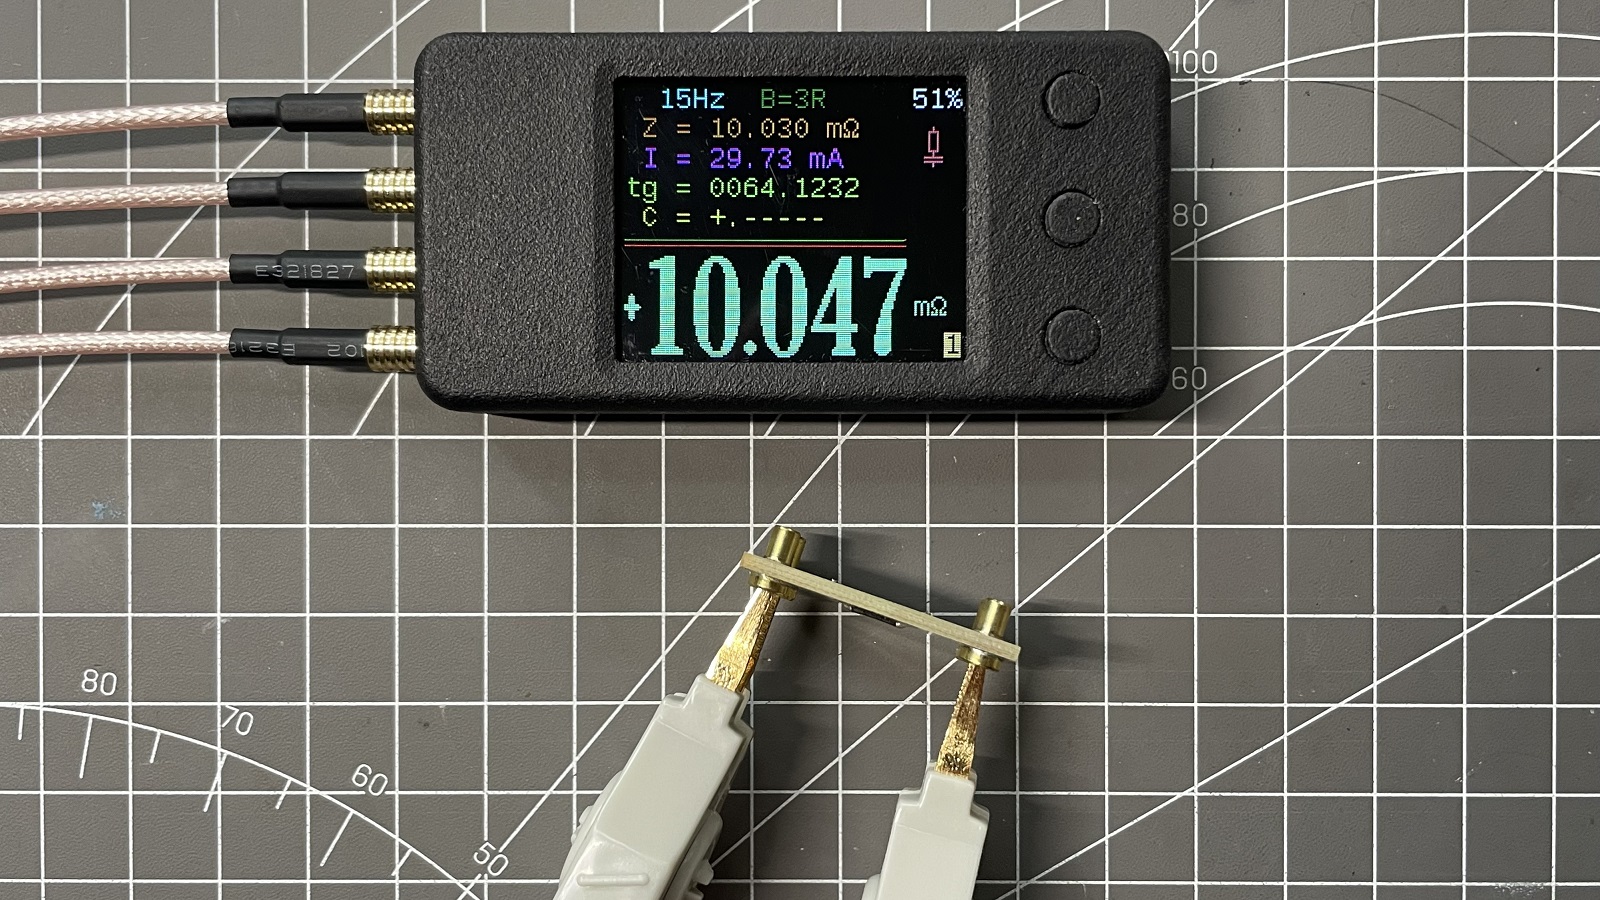 15Hz B=3R 51%
Z = 10.030 mΩ
I = 29.73 mA
tg = 0064.1232
C = +.-----
+10.047 mΩ
1
E321827
100
80
60
80
70
60
50